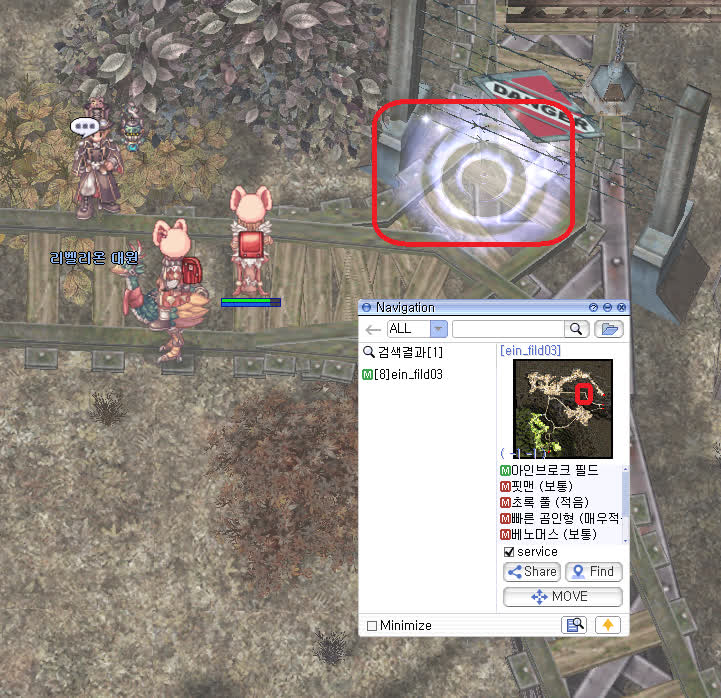 DANGER
리벨리온 대원
Navigation
ALL
검색결과[1]
[8]ein_fild03
[ein_fild03]
아인브로크 필드
핏맨 (보통)
초록 풀 (적음)
빠른 곰인형 (매우적
베노머스 (보통)
service
Share
Find
MOVE
Minimize